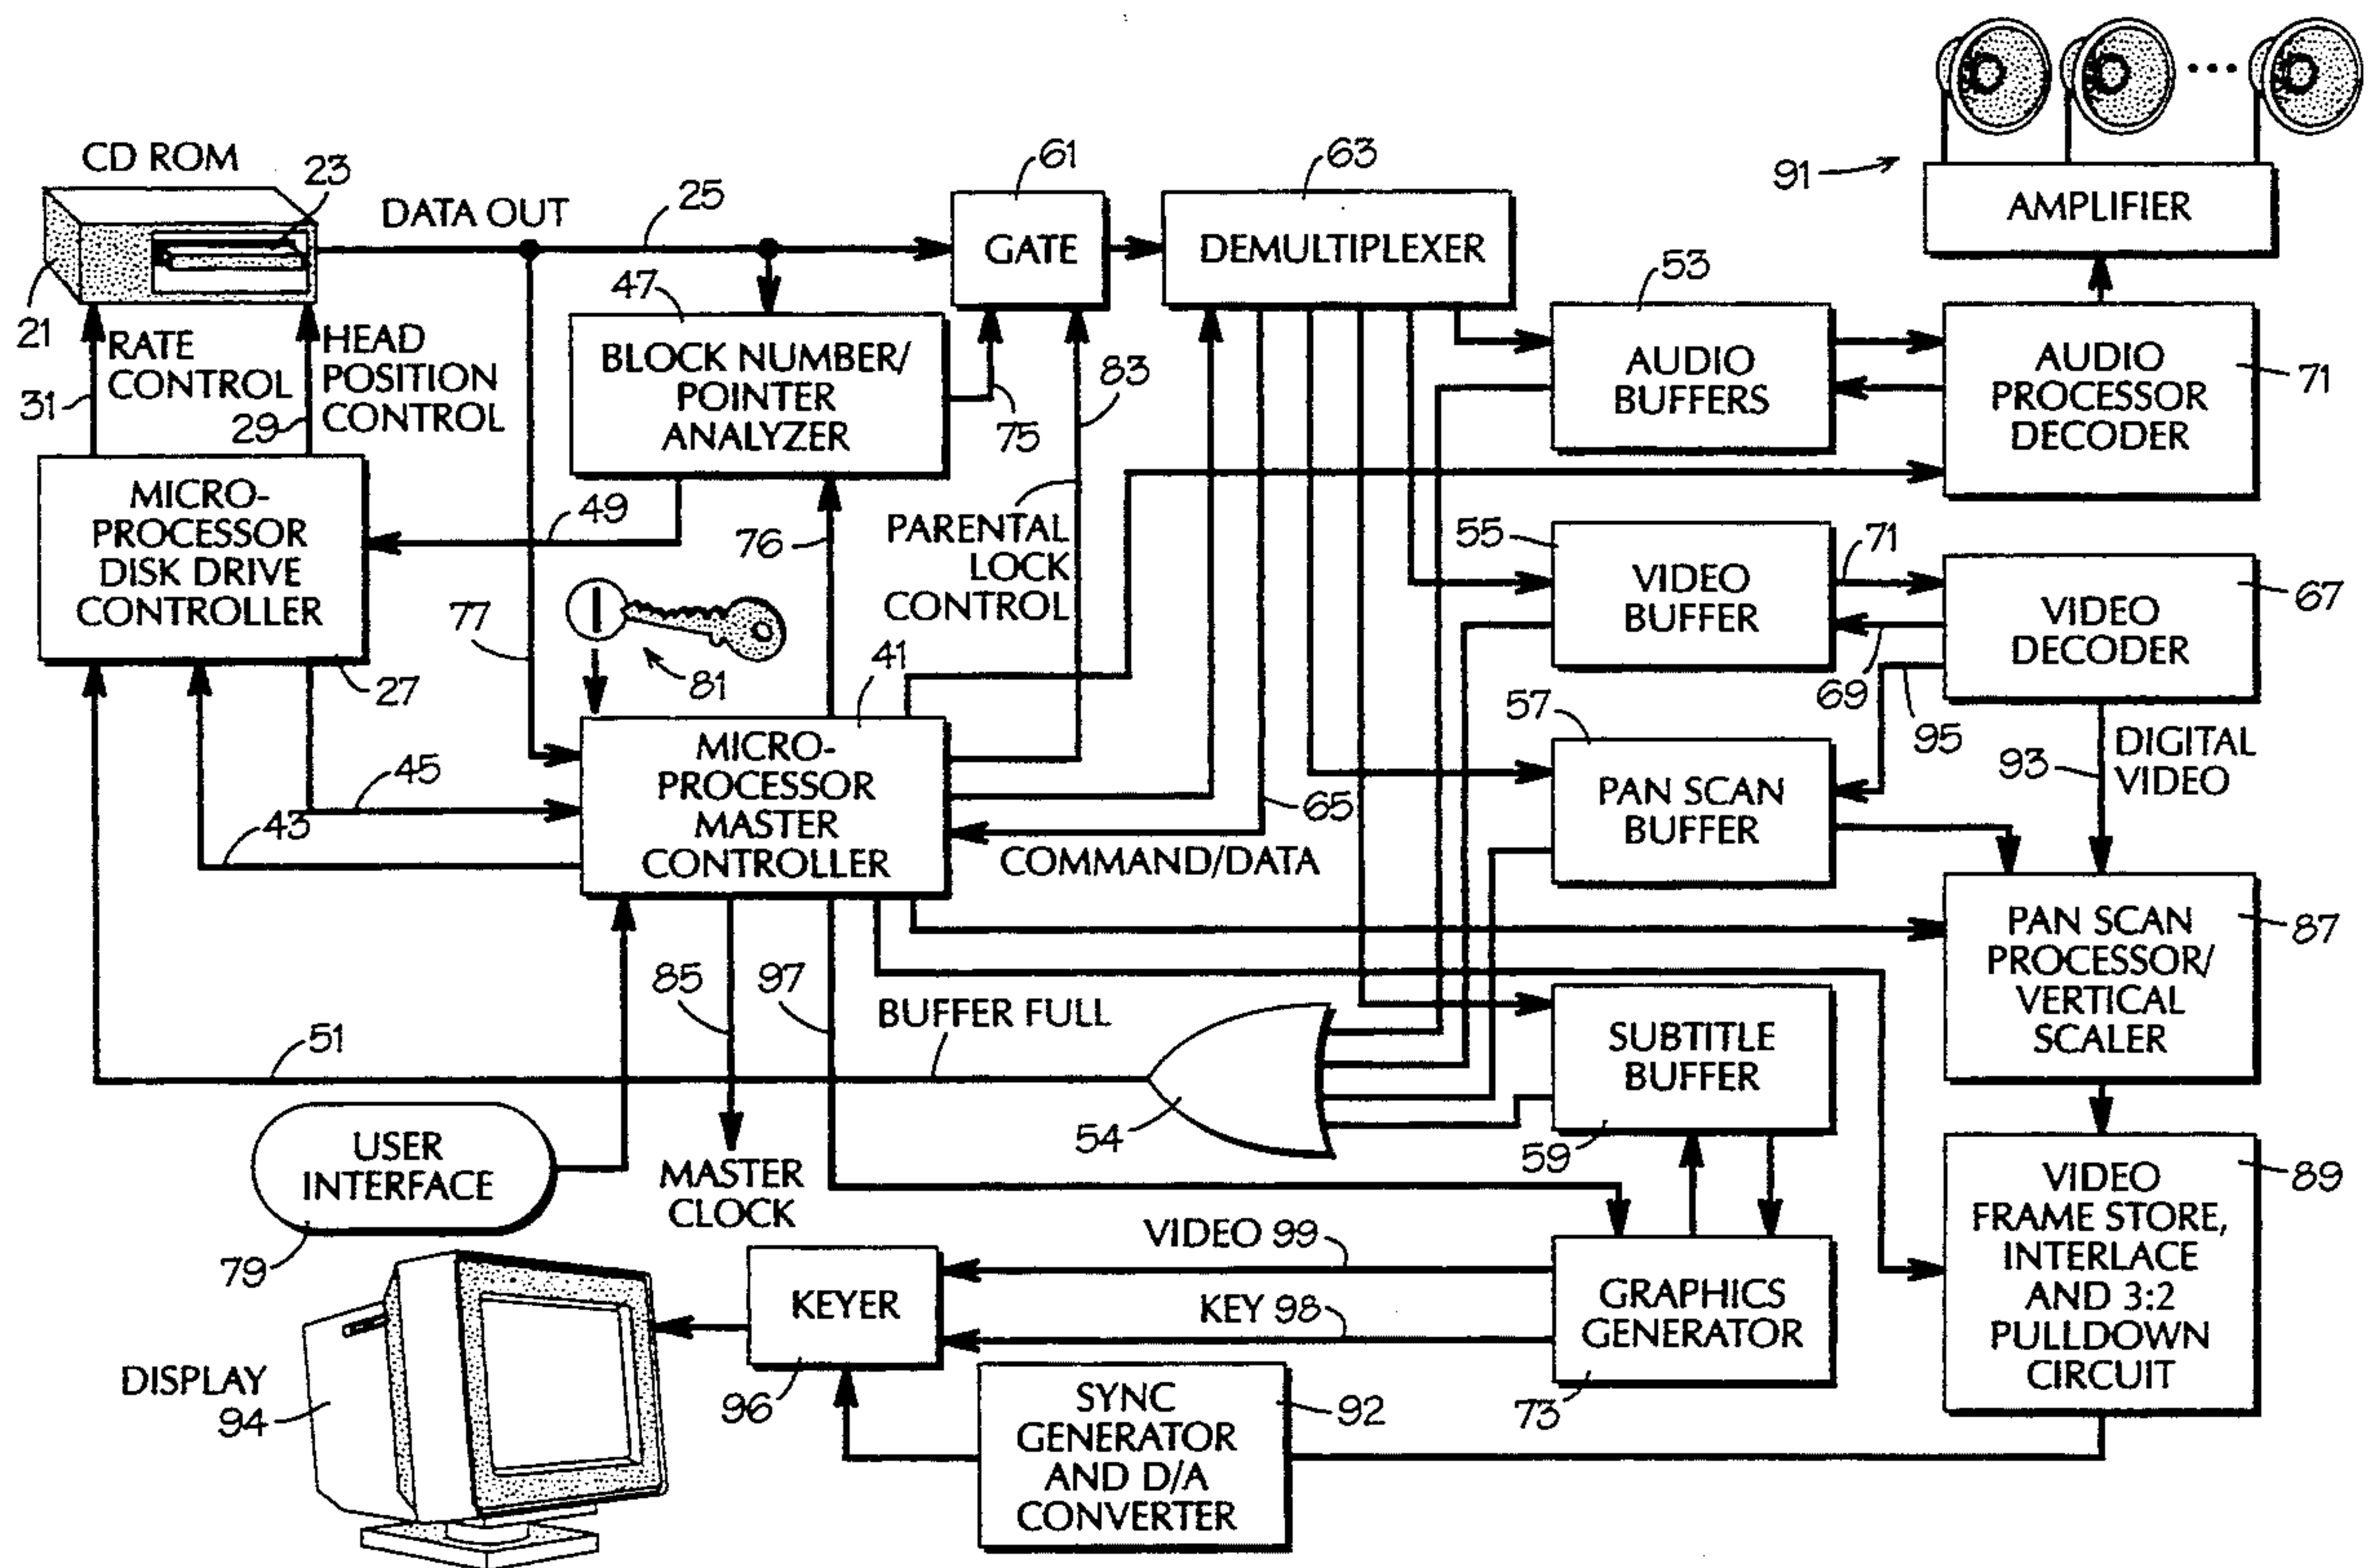 CD ROM
23
DATA OUT
25
61
63
91
AMPLIFIER
GATE
DEMULTIPLEXER
21
RATE
CONTROL
31
HEAD
POSITION
CONTROL
29
47
BLOCK NUMBER/
POINTER
ANALYZER
75
83
53
AUDIO
BUFFERS
AUDIO
PROCESSOR
DECODER
71
MICRO-
PROCESSOR
DISK DRIVE
CONTROLLER
27
49
76
PARENTAL
LOCK
CONTROL
77
81
41
55
VIDEO
BUFFER
71
VIDEO
DECODER
67
69
95
57
PAN SCAN
BUFFER
93
DIGITAL
VIDEO
45
43
MICRO-
PROCESSOR
MASTER
CONTROLLER
65
COMMAND/DATA
PAN SCAN
PROCESSOR/
VERTICAL
SCALER
87
85
97
BUFFER FULL
51
54
SUBTITLE
BUFFER
59
USER
INTERFACE
79
MASTER
CLOCK
VIDEO
FRAME STORE,
INTERLACE
AND 3:2
PULLDOWN
CIRCUIT
89
VIDEO 99
KEY 98
KEYER
96
GRAPHICS
GENERATOR
73
DISPLAY
94
SYNC
GENERATOR
AND D/A
CONVERTER
92